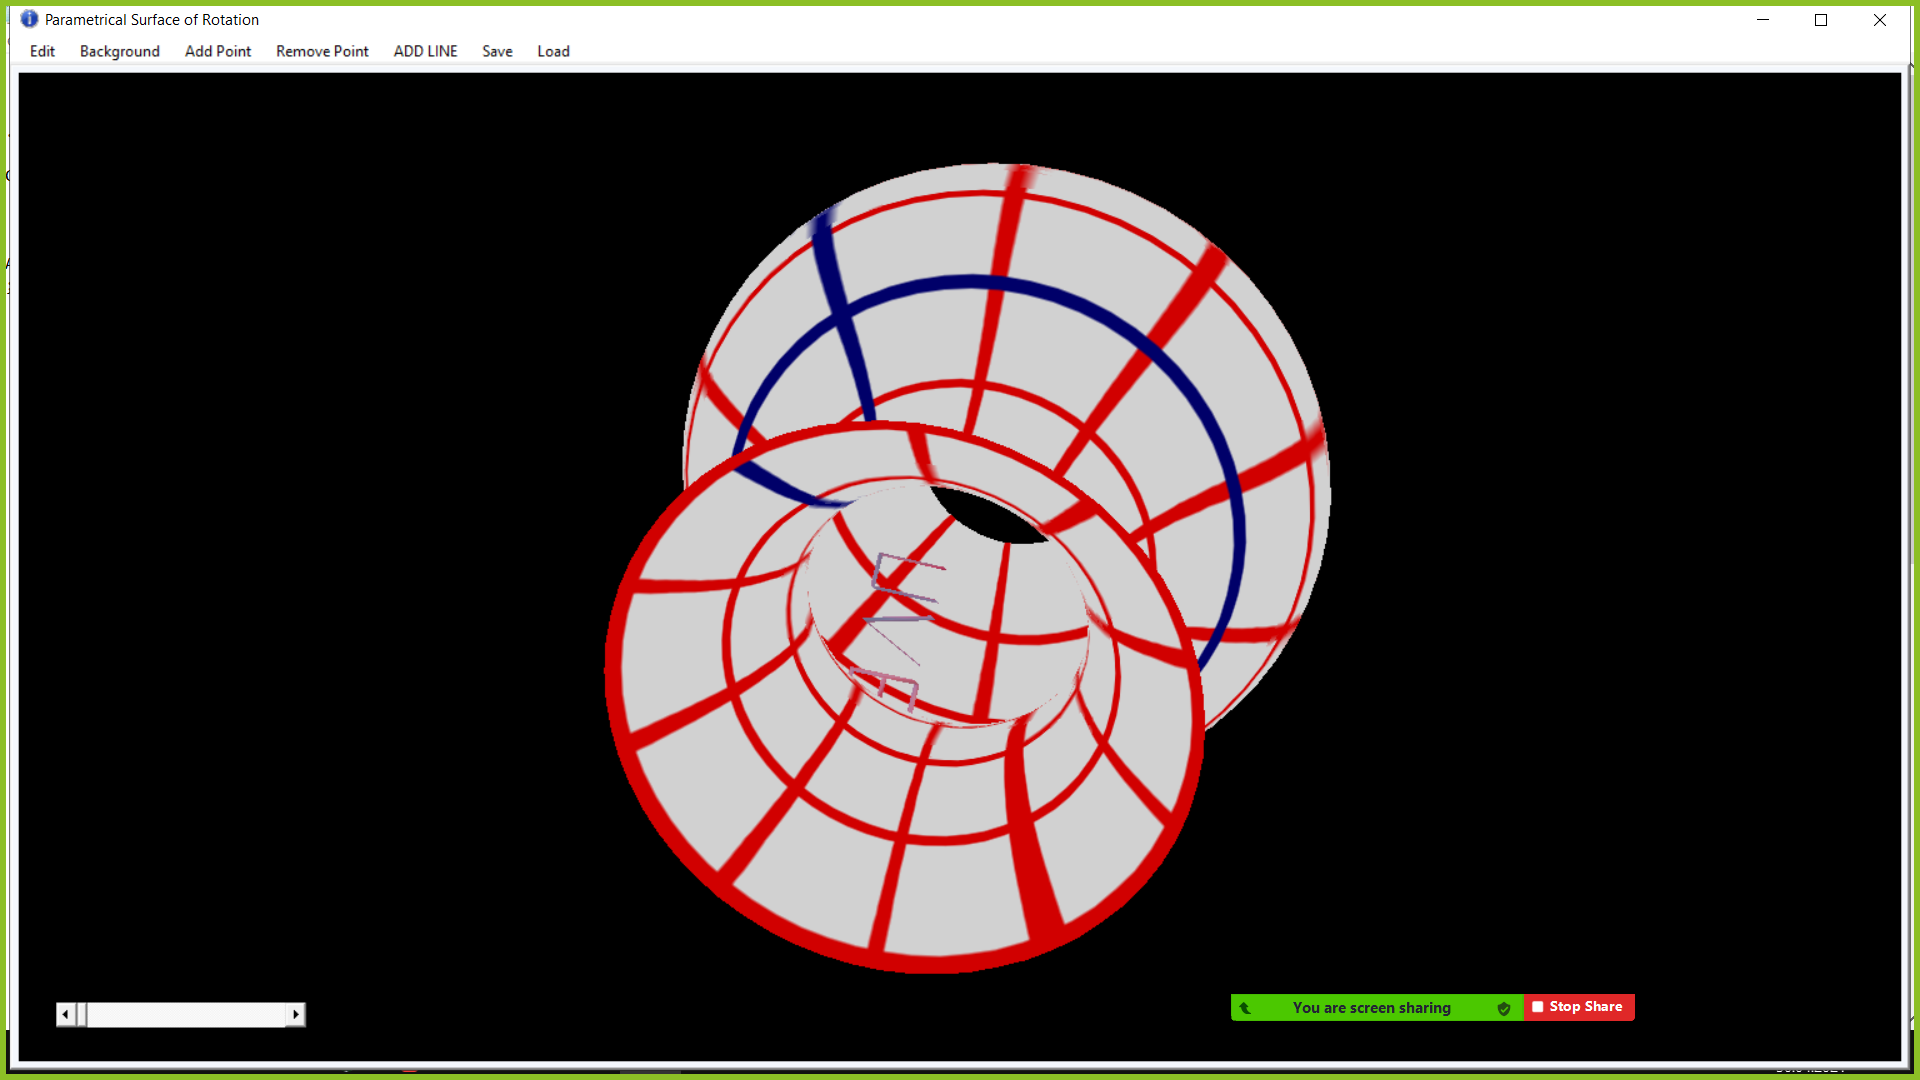 Parametrical Surface of Rotation
Edit Background Add Point Remove Point ADD LINE Save Load
You are screen sharing Stop Share